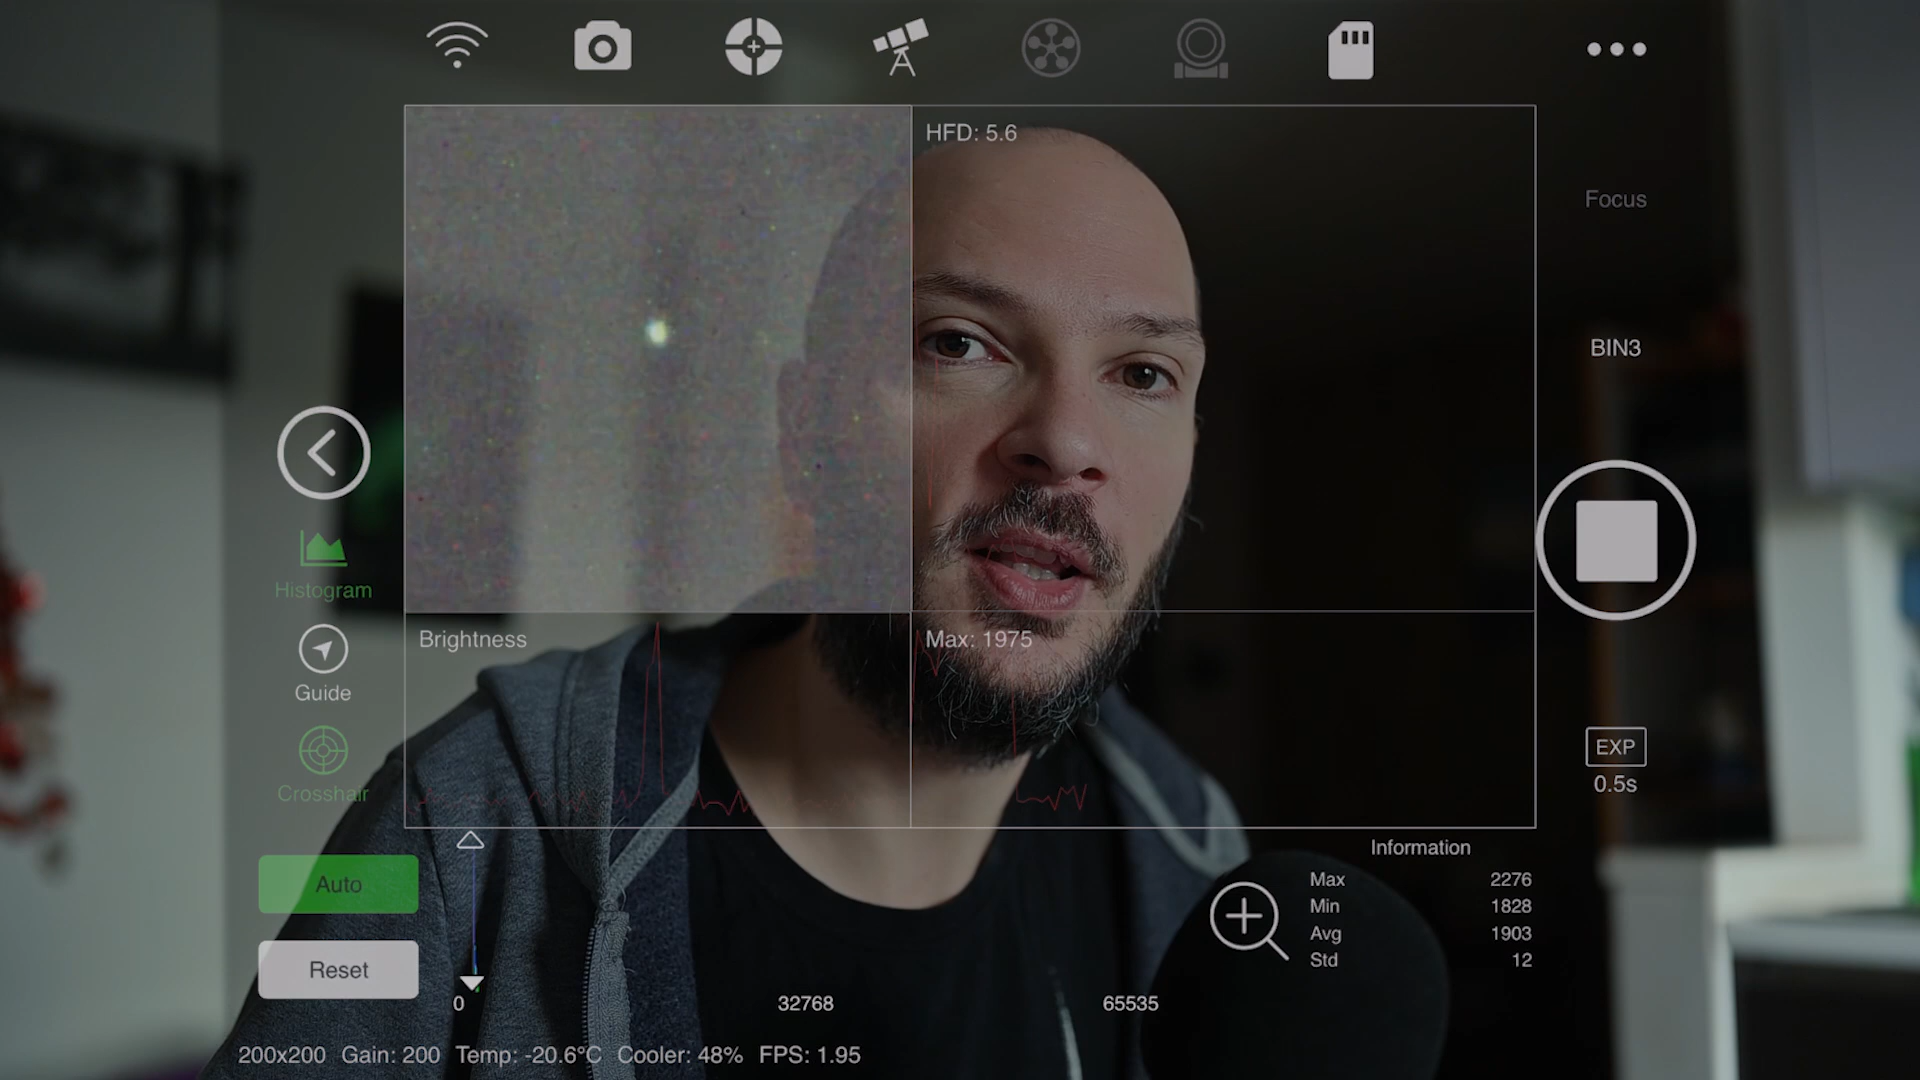 HFD: 5.6
Focus
BIN3
Histogram
Brightness
Max: 1975
Guide
EXP
0.5s
Crosshair
Information
Auto
Max 2276
Min 1828
Avg 1903
Std 12
Reset
0 32768 65535
200x200 Gain: 200 Temp: -20.6°C Cooler: 48% FPS: 1.95